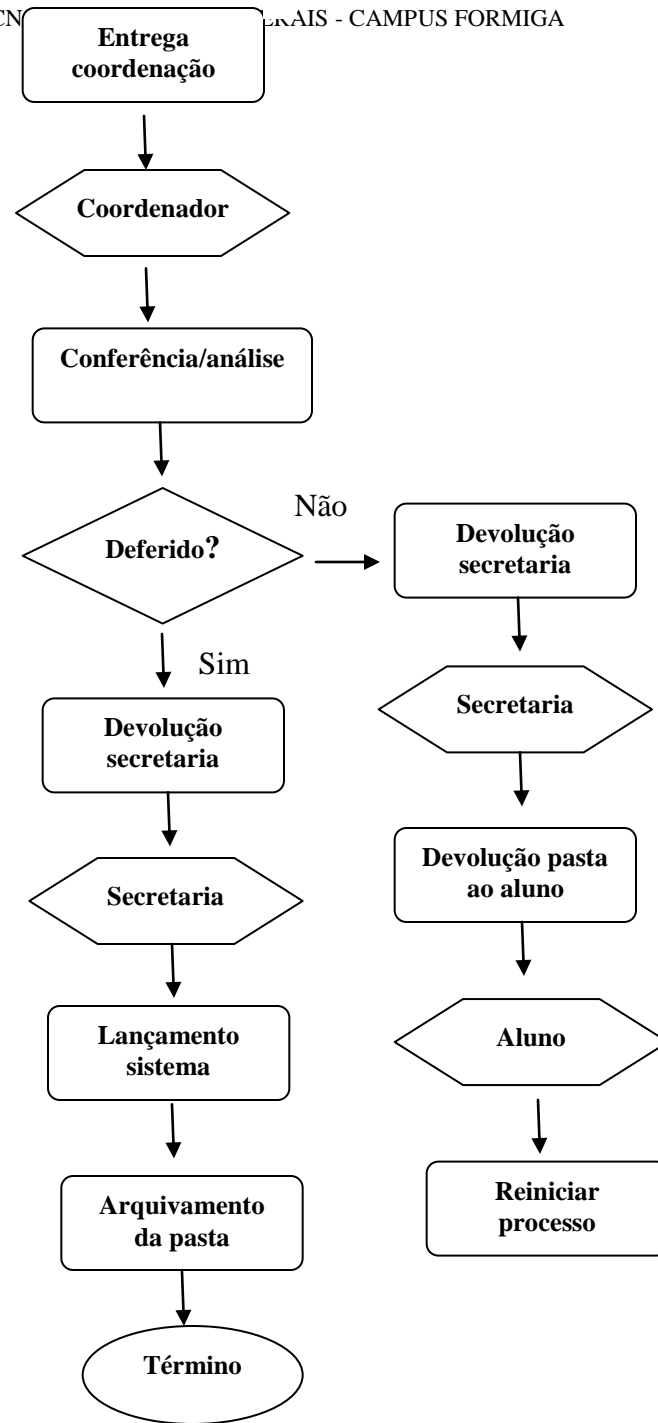 - CAMPUS FORMIGA
Entrega
coordenação
Coordenador
Conferência/análise
Deferido?
Não
Devolução
secretaria
Sim
Secretaria
Devolução
secretaria
Devolução pasta
ao aluno
Secretaria
Aluno
Lançamento
sistema
Reiniciar
processo
Arquivamento
da pasta
Término